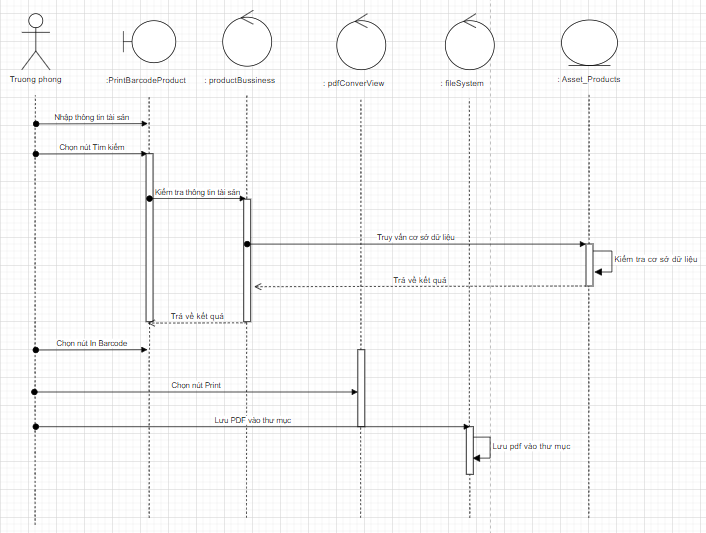 Truong phong
:PrintBarcodeProduct
: productBussiness
: pdfConverView
: fileSystem
: Asset_Products
Nhập thông tin tài sản
Chọn nút Tìm kiếm
Kiểm tra thông tin tài sản
Truy vấn cơ sở dữ liệu
Kiểm tra cơ sở dữ liệu
Trả về kết quả
Trả về kết quả
Chọn nút In Barcode
Chọn nút Print
Lưu PDF vào thư mục
Lưu pdf vào thư mục